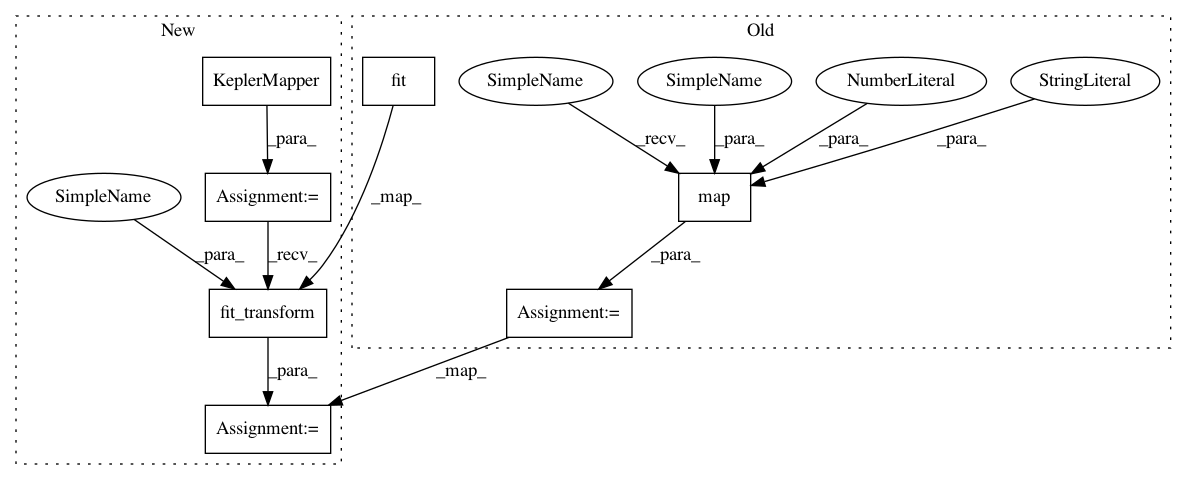 New
Old
KeplerMapper
fit
SimpleName
SimpleName
NumberLiteral
StringLiteral
_para_
_recv_
_para_
_para_
_para_
SimpleName
Assignment:=
_map_
map
_para_
_recv_
_para_
fit_transform
Assignment:=
_para_
_map_
Assignment:=